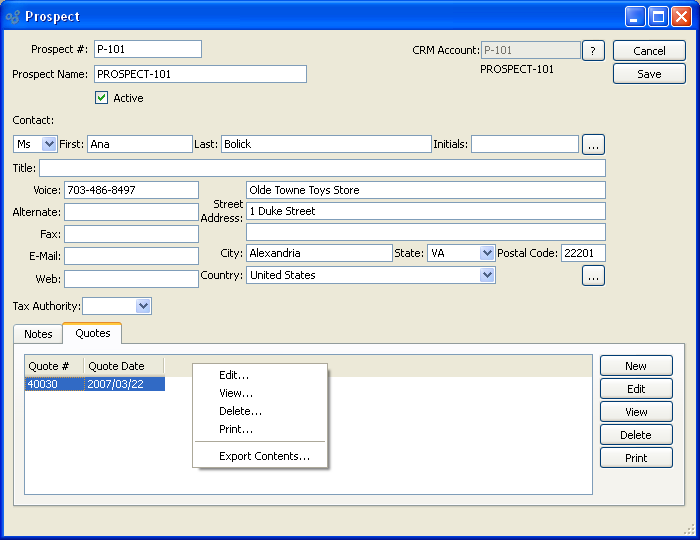 Prospect
Prospect #: P-101 CRM Account: P-101 ? Cancel
Prospect Name: PROSPECT-101 PROSPECT-101 Save
Active
Contact:
Ms First: Ana Last: Bolick Initials: ...
Title:
Voice: 703-486-8497 Olde Towne Toys Store
Alternate: Street Address: 1 Duke Street
Fax:
E-Mail: City: Alexandria State: VA Postal Code: 22201
Web: Country: United States ...
Tax Authority:
Notes Quotes
Quote # Quote Date New
40030 2007/03/22 Edit
Edit...
View... View
Delete... Delete
Print... Print
Export Contents...